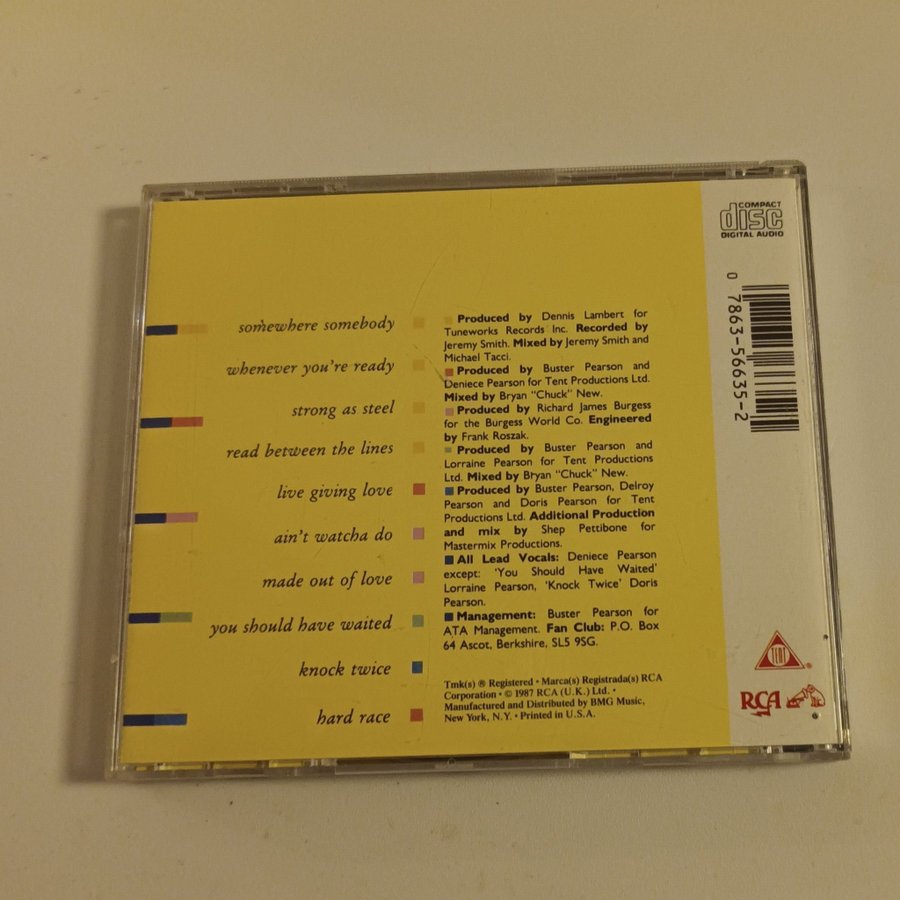 somewhere somebody
whenever you're ready
strong as steel
read between the lines
live giving love
ain't watcha do
made out of love
you should have waited
knock twice
hard race
Produced by Dennis Lambert for
Tuneworks Records Inc. Recorded by
Jeremy Smith. Mixed by Jeremy Smith and
Michael Tacci.
Produced by Buster Pearson and
Deniece Pearson for Tent Productions Ltd.
Mixed by Bryan "Chuck" New.
Produced by Richard James Burgess
for the Burgess World Co. Engineered
by Frank Roszak.
Produced by Buster Pearson and
Lorraine Pearson for Tent Productions
Ltd. Mixed by Bryan "Chuck" New.
Produced by Buster Pearson, Delroy
Pearson and Doris Pearson for Tent
Productions Ltd. Additional Production
and mix by Shep Pettibone for
Mastermix Productions.
All Lead Vocals: Deniece Pearson
except: 'You Should Have Waited'
Lorraine Pearson, 'Knock Twice' Doris
Pearson.
Management: Buster Pearson for
ATA Management. Fan Club: P.O. Box
64 Ascot, Berkshire, SL5 9SG.
Tmk(s) ® Registered • Marca(s) Registrada(s) RCA
Corporation • © 1987 RCA (U.K.) Ltd. •
Manufactured and Distributed by BMG Music,
New York, N.Y. • Printed in U.S.A.
COMPACT
disc
DIGITAL AUDIO
0 7863-56635-2
TENT ®
RCA